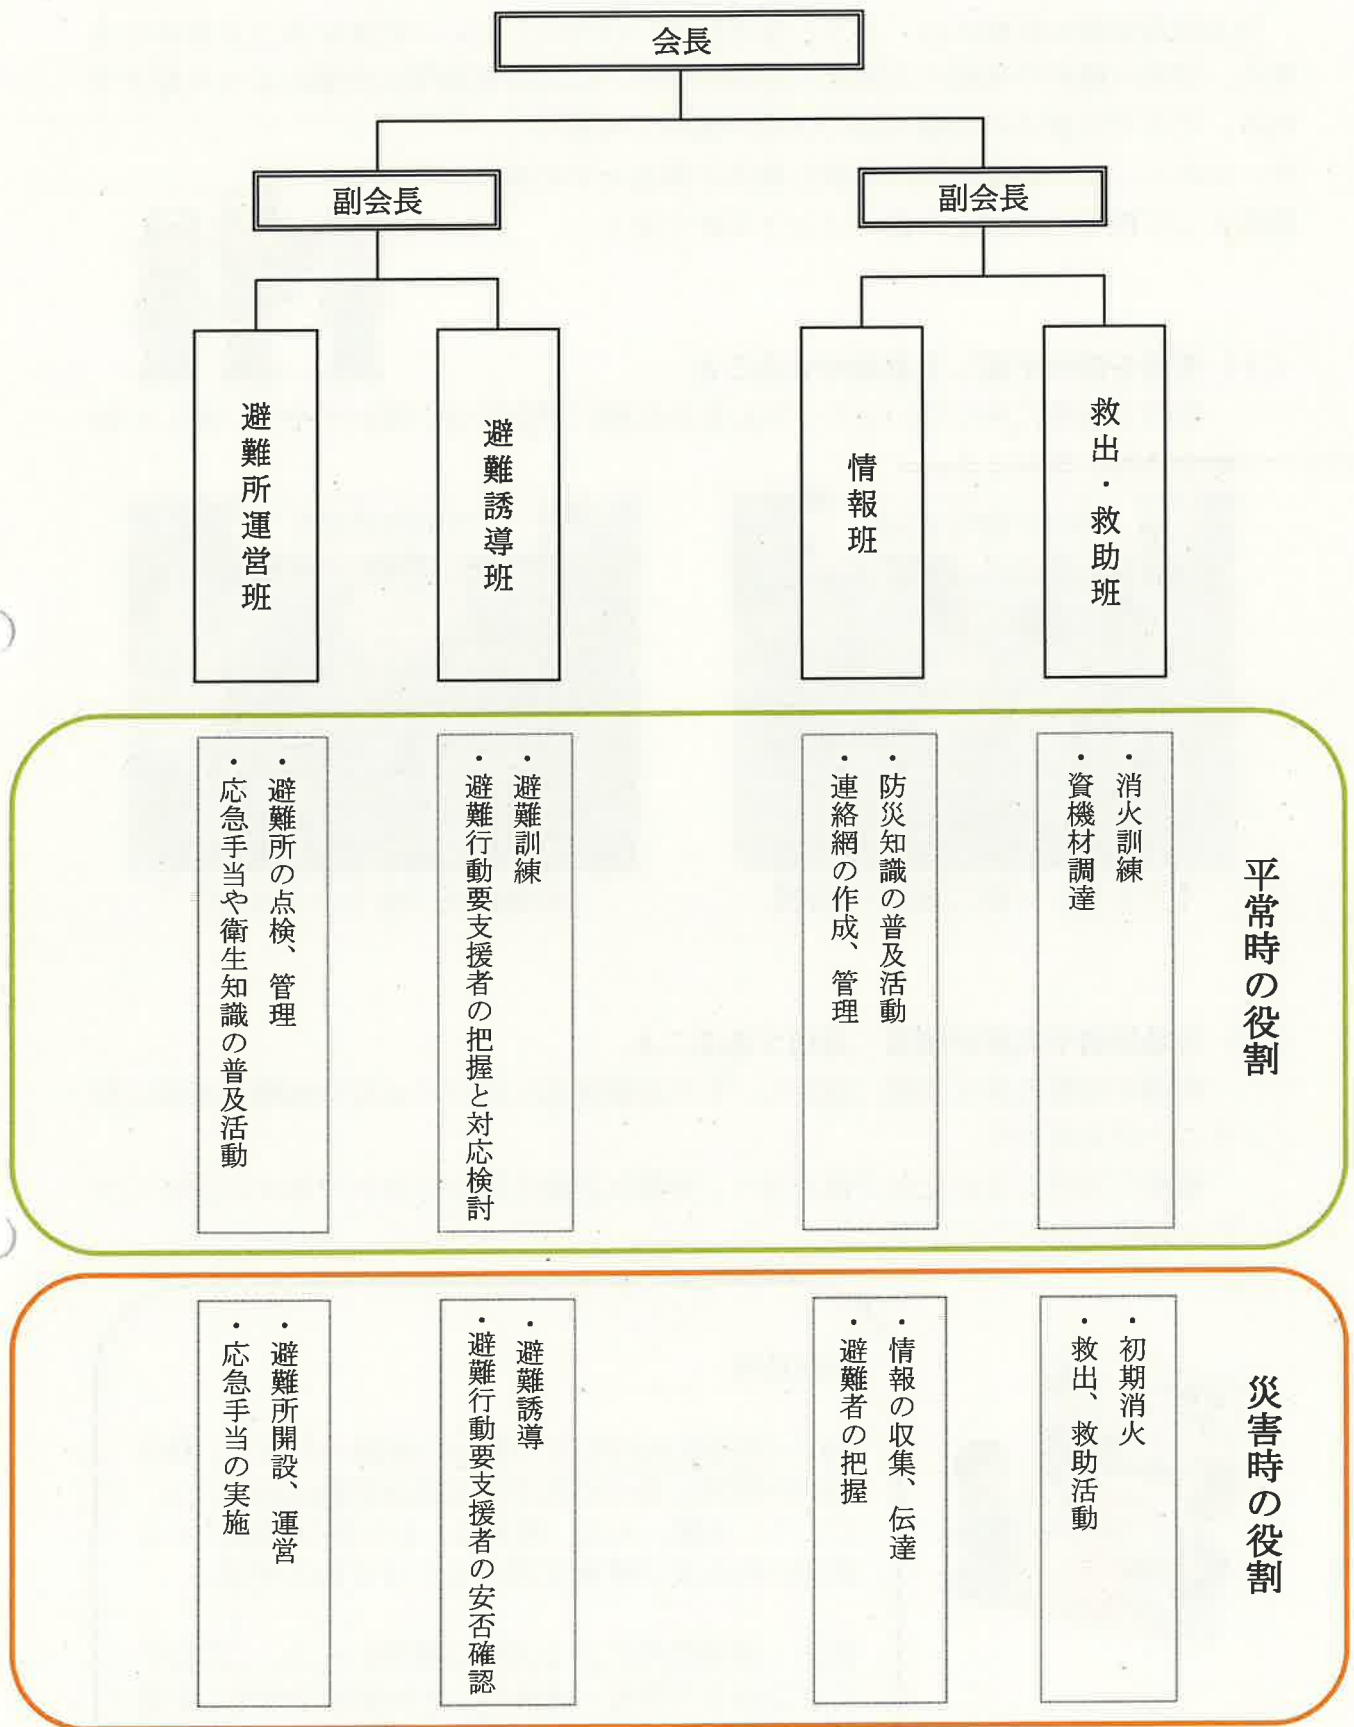 会長
副会長
副会長
救出・救助班
情報班
避難誘導班
避難所運営班
平常時の役割
・消火訓練
・資機材調達
・防災知識の普及活動
・連絡網の作成、管理
・避難訓練
・避難行動要支援者の把握と対応検討
・避難所の点検、管理
・応急手当や衛生知識の普及活動
災害時の役割
・初期消火
・救出、救助活動
・情報の収集、伝達
・避難者の把握
・避難誘導
・避難行動要支援者の安否確認
・避難所開設、運営
・応急手当の実施